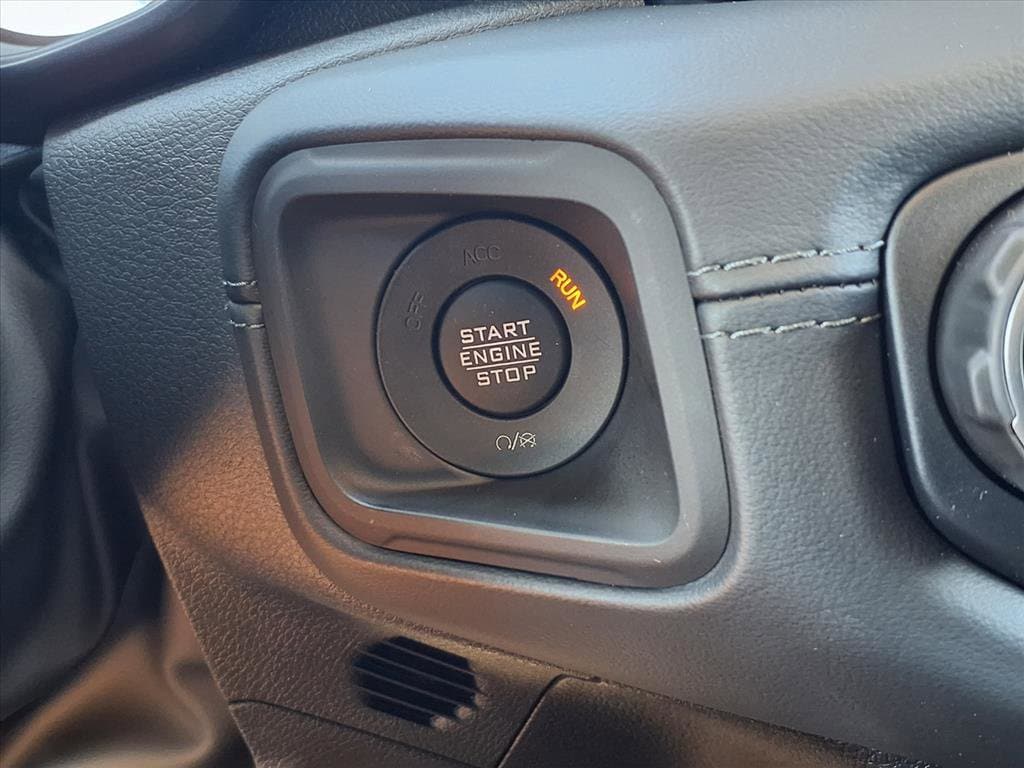 OFF
ACC
RUN
START
ENGINE
STOP